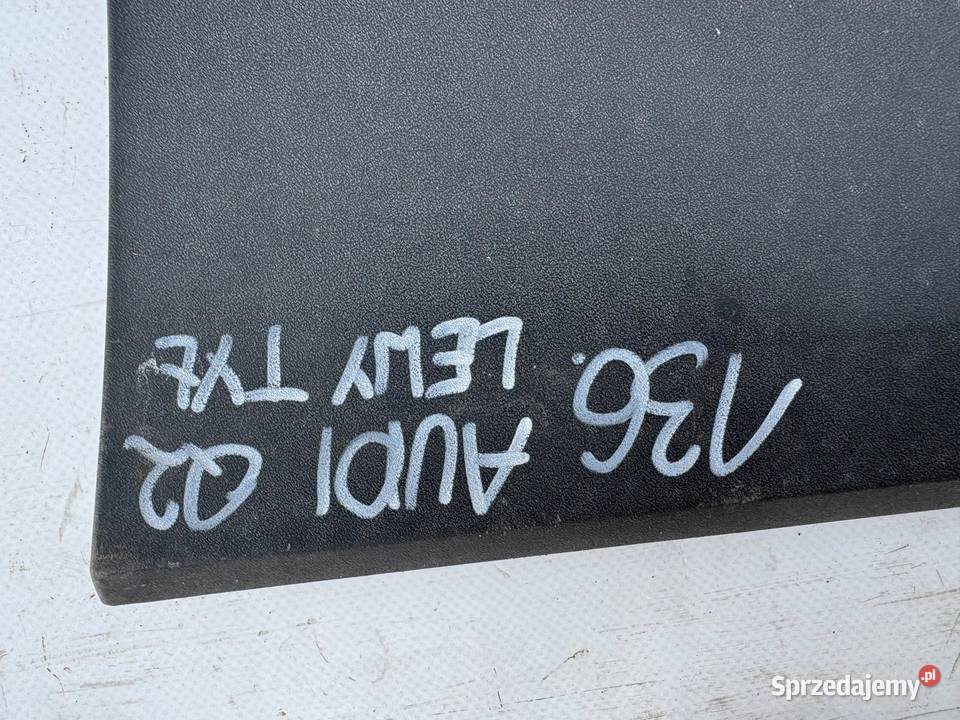 136. AUDI Q2
LEWY TYŁ
Sprzedajemy.pl